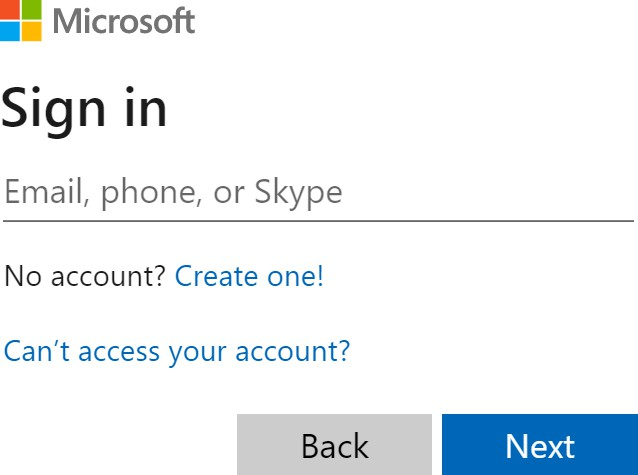 Microsoft
Sign in
Email, phone, or Skype
No account? Create one!
Can’t access your account?
Back Next